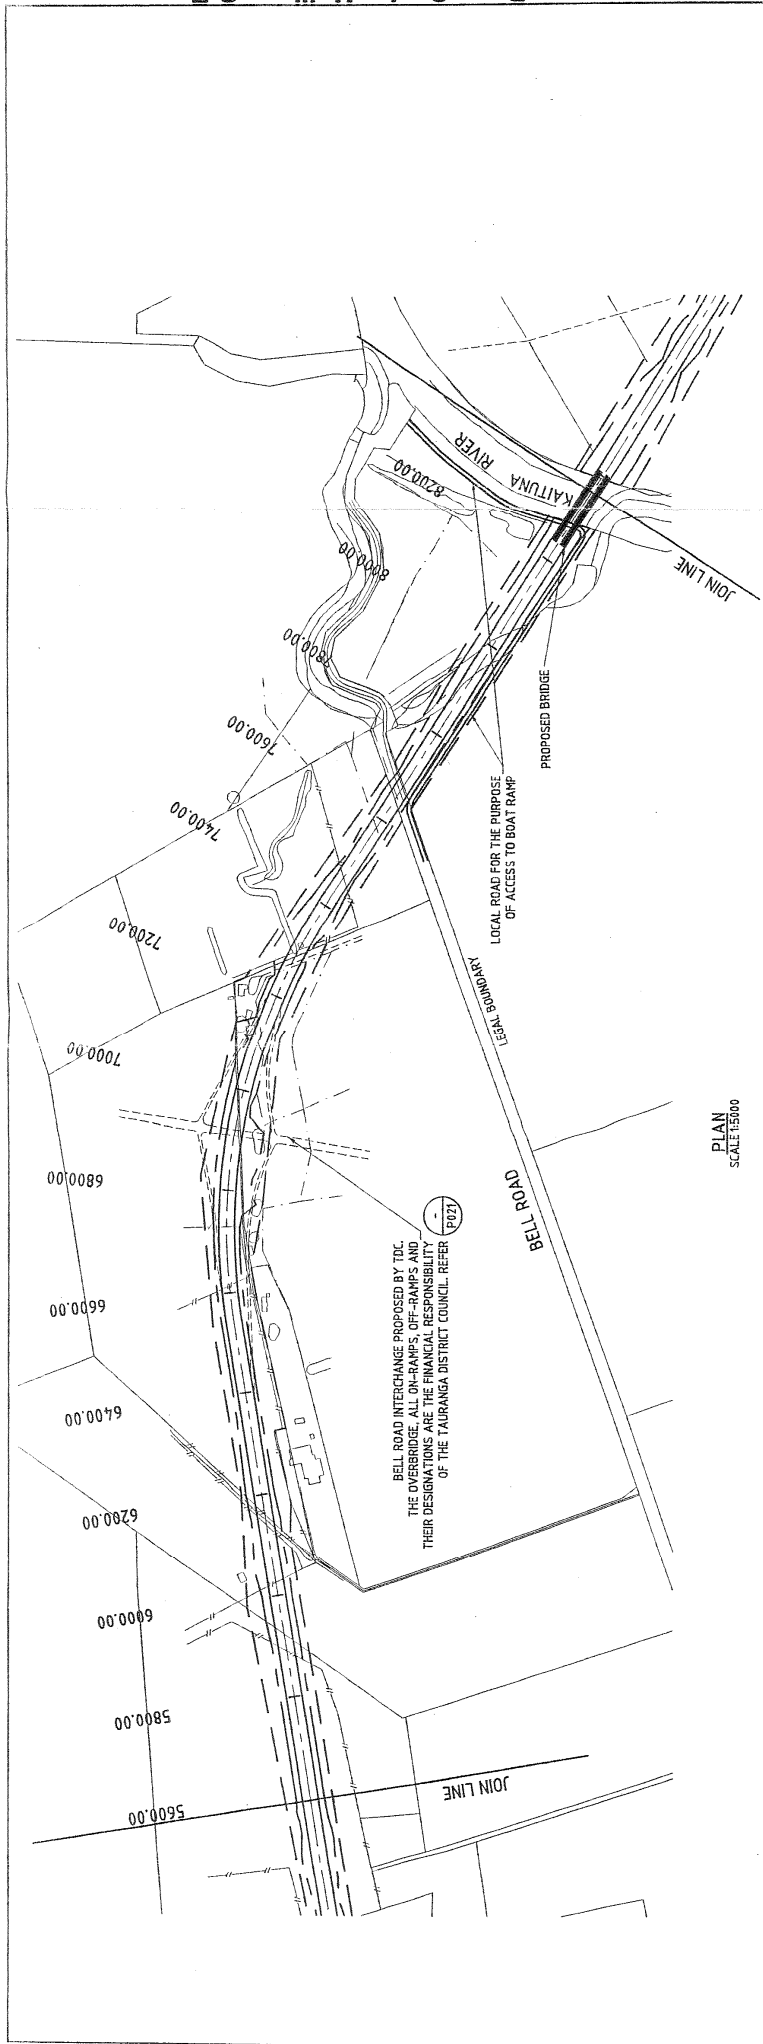 5600.00
5800.00
6000.00
6200.00
6400.00
6600.00
6800.00
7000.00
7200.00
7400.00
7600.00
7800.00
8000.00
8200.00
KAITUNA
RIVER
JOIN LINE
JOIN LINE
PROPOSED BRIDGE
LOCAL ROAD FOR THE PURPOSE
OF ACCESS TO BOAT RAMP
LEGAL BOUNDARY
BELL ROAD
BELL ROAD INTERCHANGE PROPOSED BY TDC.
THE OVERBRIDGE, ALL ON-RAMPS, OFF-RAMPS AND
THEIR DESIGNATIONS ARE THE FINANCIAL RESPONSIBILITY
OF THE TAURANGA DISTRICT COUNCIL. REFER
-
P021
PLAN
SCALE 1:5000